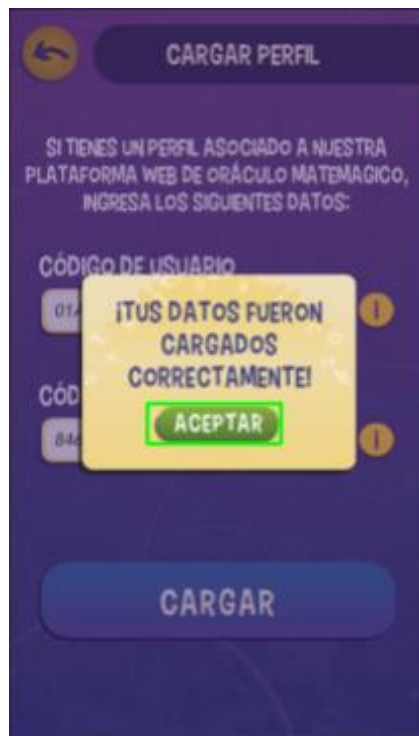 CARGAR PERFIL
SI TIENES UN PERFIL ASOCIADO A NUESTRA
PLATAFORMA WEB DE ORÁCULO MATEMAGICO,
INGRESA LOS SIGUIENTES DATOS:
CÓDIGO DE USUARIO
¡TUS DATOS FUERON
CARGADOS
CORRECTAMENTE!
CÓD
ACEPTAR
CARGAR